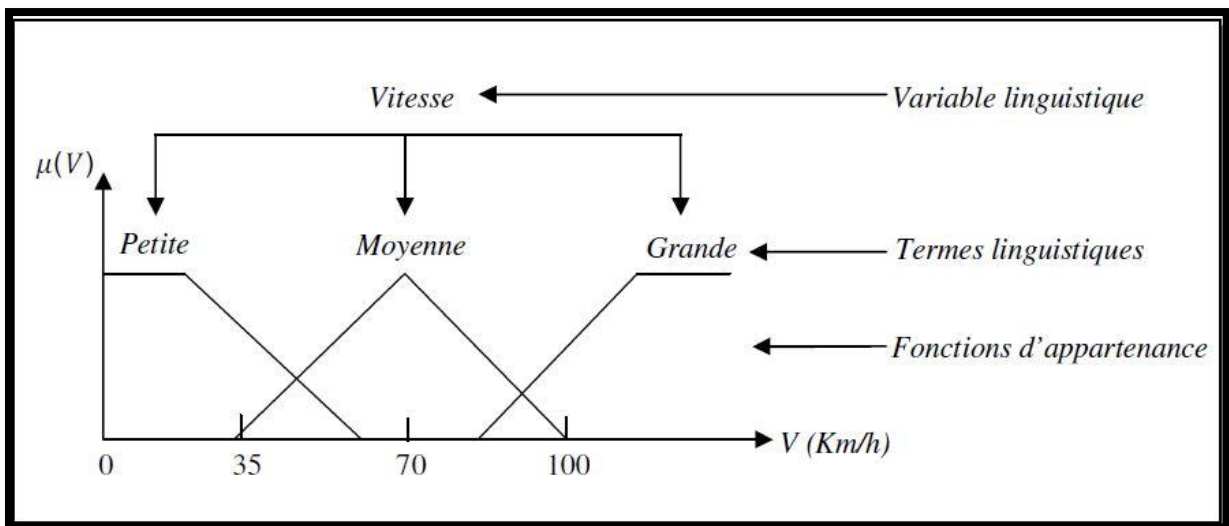 Vitesse Variable linguistique
μ(V)
Petite Moyenne Grande Termes linguistiques
Fonctions d'appartenance
V (Km/h)
0 35 70 100